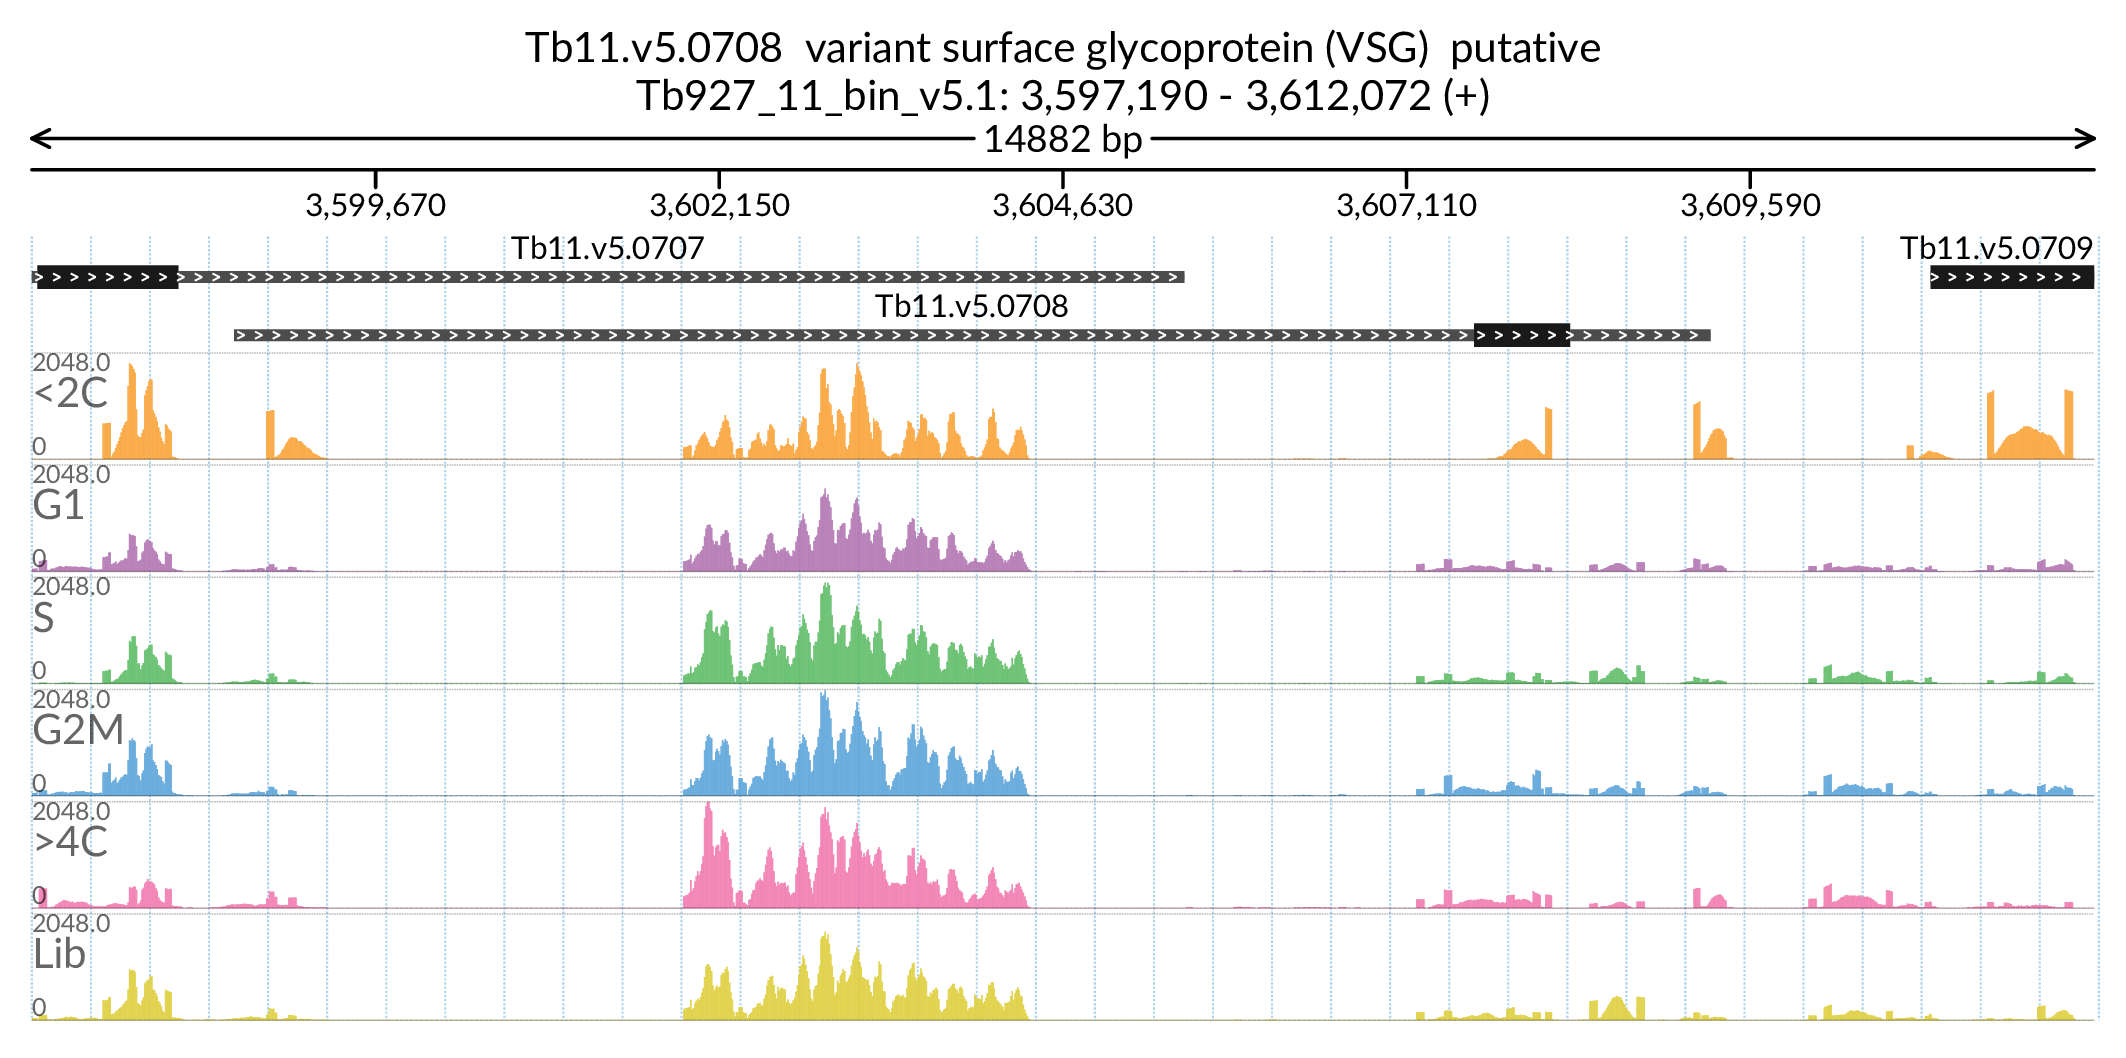 Tb11.v5.0708  variant surface glycoprotein (VSG)  putative
Tb927_11_bin_v5.1: 3,597,190 - 3,612,072 (+)
14882 bp
3,599,670 3,602,150 3,604,630 3,607,110 3,609,590
Tb11.v5.0707 Tb11.v5.0709
Tb11.v5.0708
2048.0
<2C
0
2048.0
G1
0
2048.0
S
0
2048.0
G2M
0
2048.0
>4C
0
2048.0
Lib
0